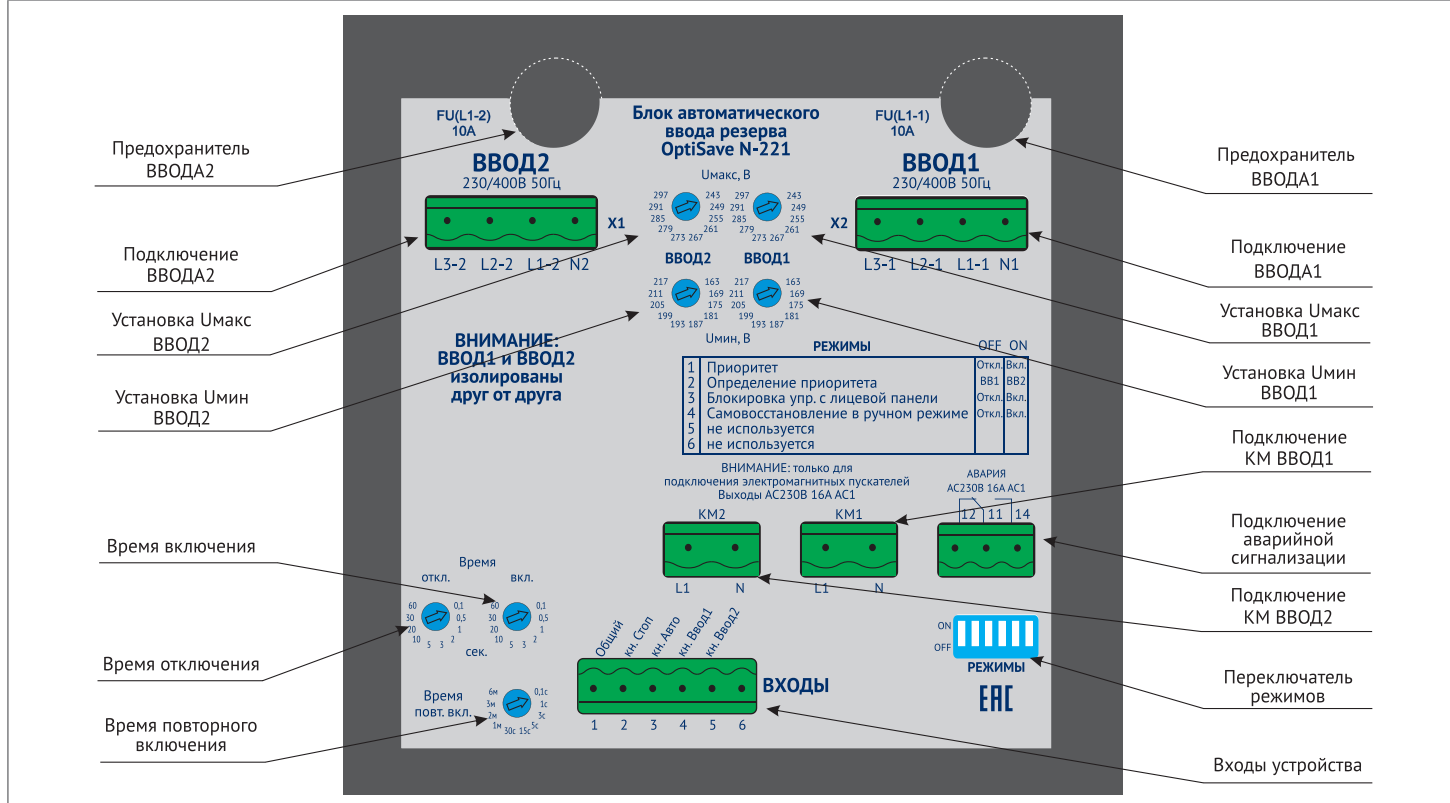 Предохранитель
ВВОДА2
Подключение
ВВОДА2
Установка Uмакс
ВВОД2
Установка Uмин
ВВОД2
Время включения
Время отключения
Время повторного
включения
FU(L1-2)
10А
ВВОД2
230/400В 50Гц
X1
L3-2 L2-2 L1-2 N2
Блок автоматического
ввода резерва
OptiSave N-221
Uмакс, В
297 243
291 249
285 255
279 261
273 267
297 243
291 249
285 255
279 261
273 267
ВВОД2 ВВОД1
217 163
211 169
205 175
199 181
193 187
217 163
211 169
205 175
199 181
193 187
Uмин, В
FU(L1-1)
10А
ВВОД1
230/400В 50Гц
X2
L3-1 L2-1 L1-1 N1
ВНИМАНИЕ:
ВВОД1 и ВВОД2
изолированы
друг от друга
РЕЖИМЫ OFF ON
1 Приоритет Откл. Вкл.
2 Определение приоритета ВВ1 ВВ2
3 Блокировка упр. с лицевой панели Откл. Вкл.
4 Самовосстановление в ручном режиме Откл. Вкл.
5 не используется
6 не используется
ВНИМАНИЕ: только для
подключения электромагнитных пускателей
Выходы АС230В 16А АС1
КМ2
L1 N
КМ1
L1 N
АВАРИЯ
АС230В 16А АС1
12 11 14
Время
откл. вкл.
60 0,1
30 0,5
20 1
10 5 3 2
60 0,1
30 0,5
20 1
10 5 3 2
сек.
Время
повт. вкл.
6м 0,1с
3м 1с
2м 3с
1м 30с 15с 5с
Общий
кн. Стоп
кн. Авто
кн. Ввод1
кн. Ввод2
ВХОДЫ
1 2 3 4 5 6
ON
OFF
РЕЖИМЫ
EAC
Предохранитель
ВВОДА1
Подключение
ВВОДА1
Установка Uмакс
ВВОД1
Установка Uмин
ВВОД1
Подключение
КМ ВВОД1
Подключение
аварийной
сигнализации
Подключение
КМ ВВОД2
Переключатель
режимов
Входы устройства